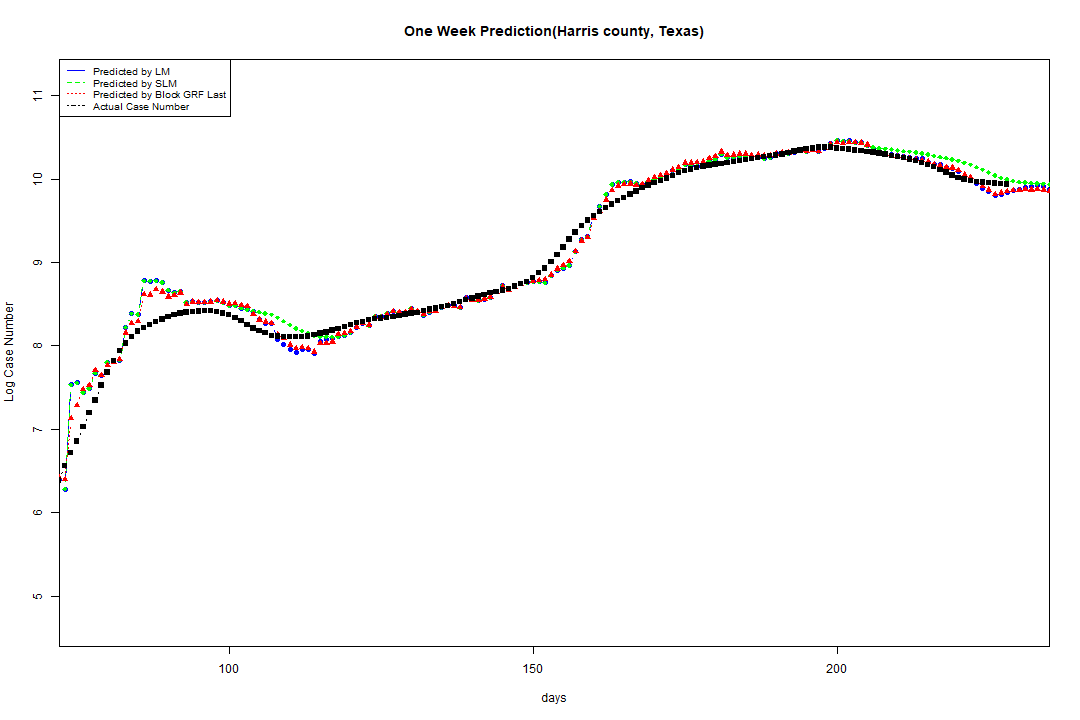 One Week Prediction(Harris county, Texas)
Predicted by LM
Predicted by SLM
Predicted by Block GRF Last
Actual Case Number
11
10
9
8
7
6
5
Log Case Number
100 150 200
days